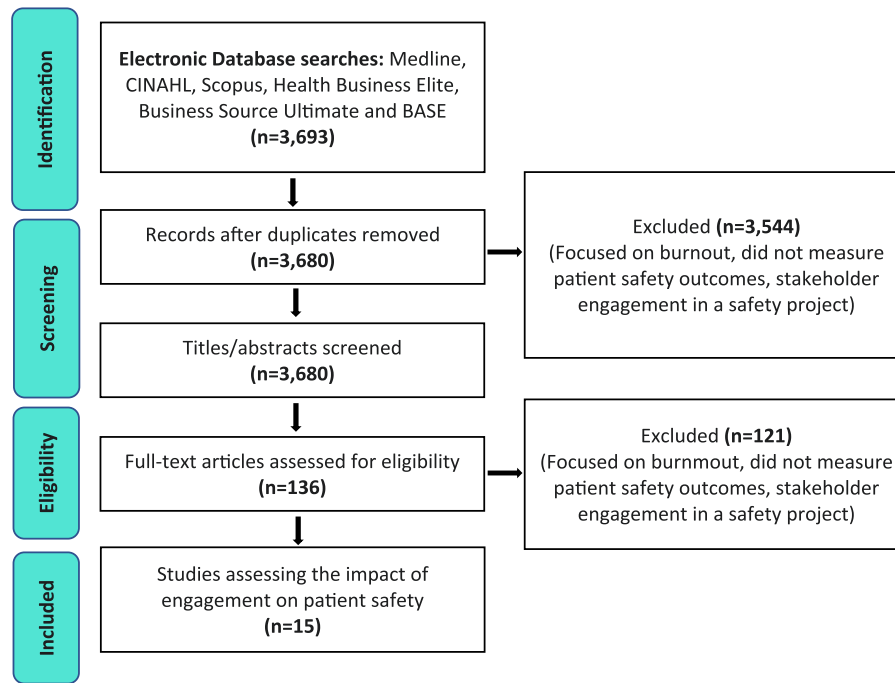 Identification
Electronic Database searches: Medline,
CINAHL, Scopus, Health Business Elite,
Business Source Ultimate and BASE
(n=3,693)
Screening
Records after duplicates removed
(n=3,680)
Excluded (n=3,544)
(Focused on burnout, did not measure
patient safety outcomes, stakeholder
engagement in a safety project)
Titles/abstracts screened
(n=3,680)
Eligibility
Full-text articles assessed for eligibility
(n=136)
Excluded (n=121)
(Focused on burnmout, did not measure
patient safety outcomes, stakeholder
engagement in a safety project)
Included
Studies assessing the impact of
engagement on patient safety
(n=15)